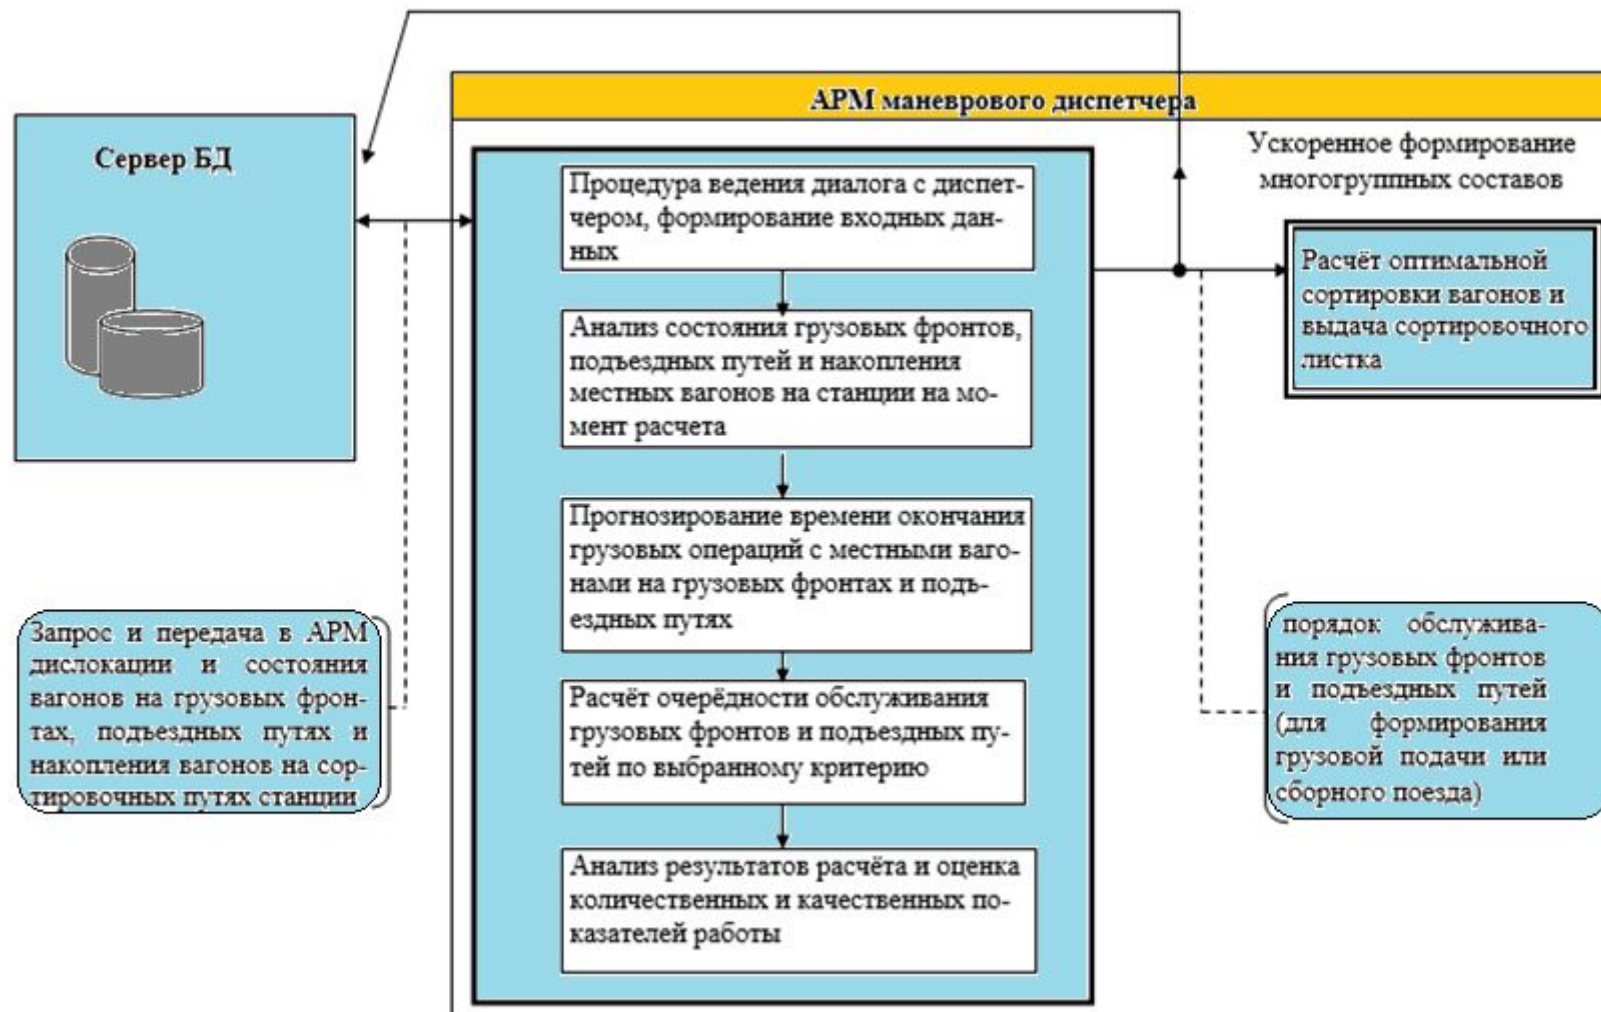 АРМ маневрового диспетчера
Сервер БД
Процедура ведения диалога с диспет-
чером, формирование входных дан-
ных
Анализ состояния грузовых фронтов,
подъездных путей и накопления
местных вагонов на станции на мо-
мент расчета
Прогнозирование времени окончания
грузовых операций с местными ваго-
нами на грузовых фронтах и подъ-
ездных путях
Расчёт очерёдности обслуживания
грузовых фронтов и подъездных пу-
тей по выбранному критерию
Анализ результатов расчёта и оценка
количественных и качественных по-
казателей работы
Ускоренное формирование
многогруппных составов
Расчёт оптимальной
сортировки вагонов и
выдача сортировочного
листка
Запрос и передача в АРМ
дислокации и состояния
вагонов на грузовых фрон-
тах, подъездных путях и
накопления вагонов на сор-
тировочных путях станции
порядок обслужива-
ния грузовых фронтов
и подъездных путей
(для формирования
грузовой подачи или
сборного поезда)